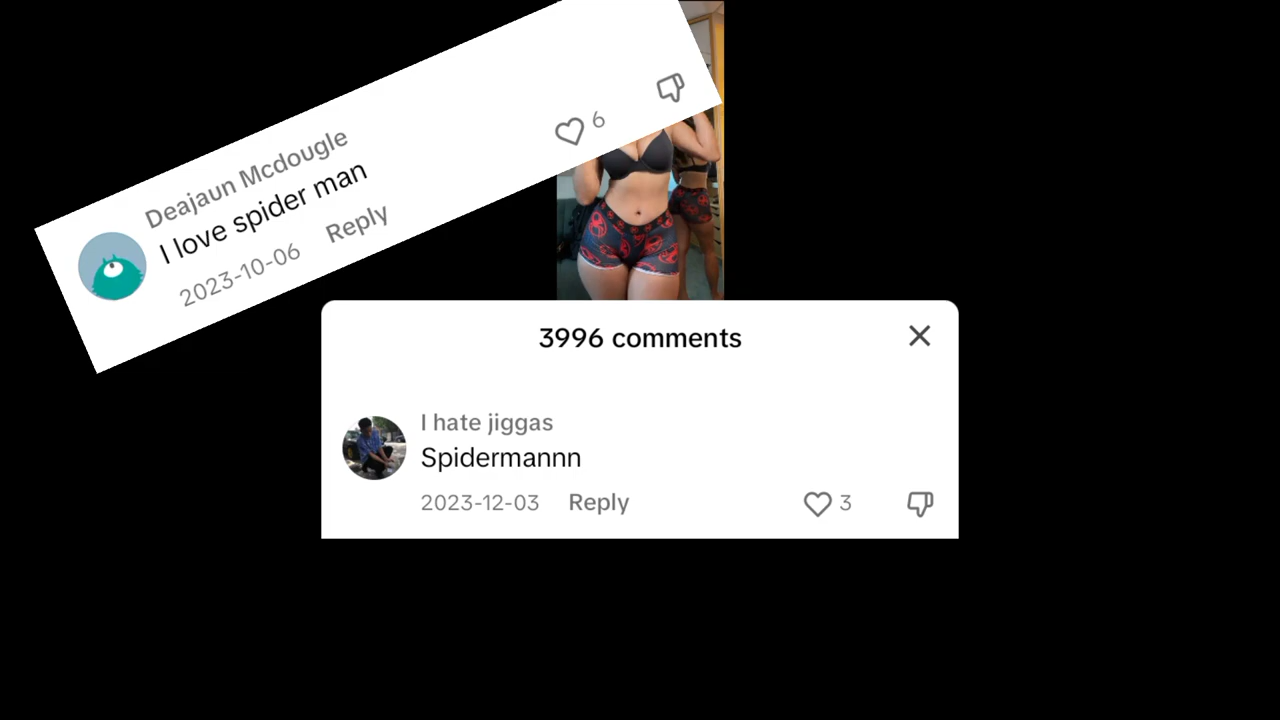 Deajaun Mcdougle
I love spider man
2023-10-06 Reply
6
3996 comments
I hate jiggas
Spidermannn
2023-12-03 Reply 3